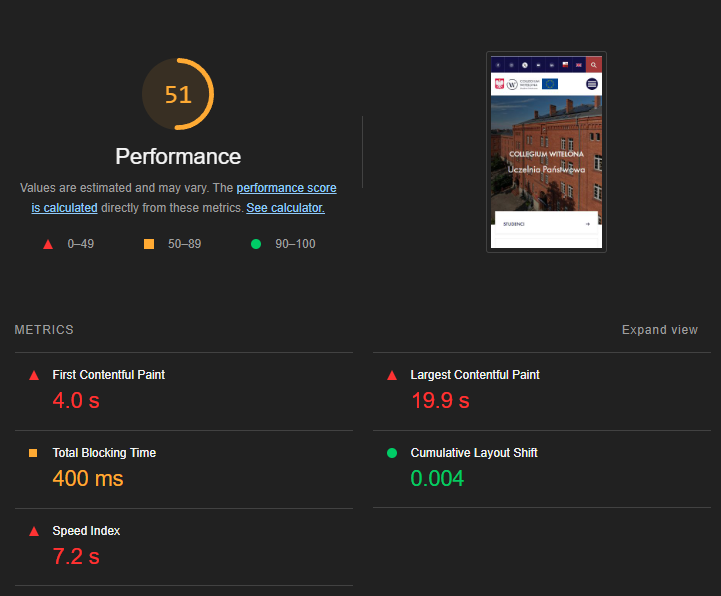 51
Performance
Values are estimated and may vary. The performance score
is calculated directly from these metrics. See calculator.
0–49
50–89
90–100
COLLEGIUM
WITELONA
COLLEGIUM WITELONA
Uczelnia Państwowa
STUDENCI
METRICS
Expand view
First Contentful Paint
4.0 s
Largest Contentful Paint
19.9 s
Total Blocking Time
400 ms
Cumulative Layout Shift
0.004
Speed Index
7.2 s